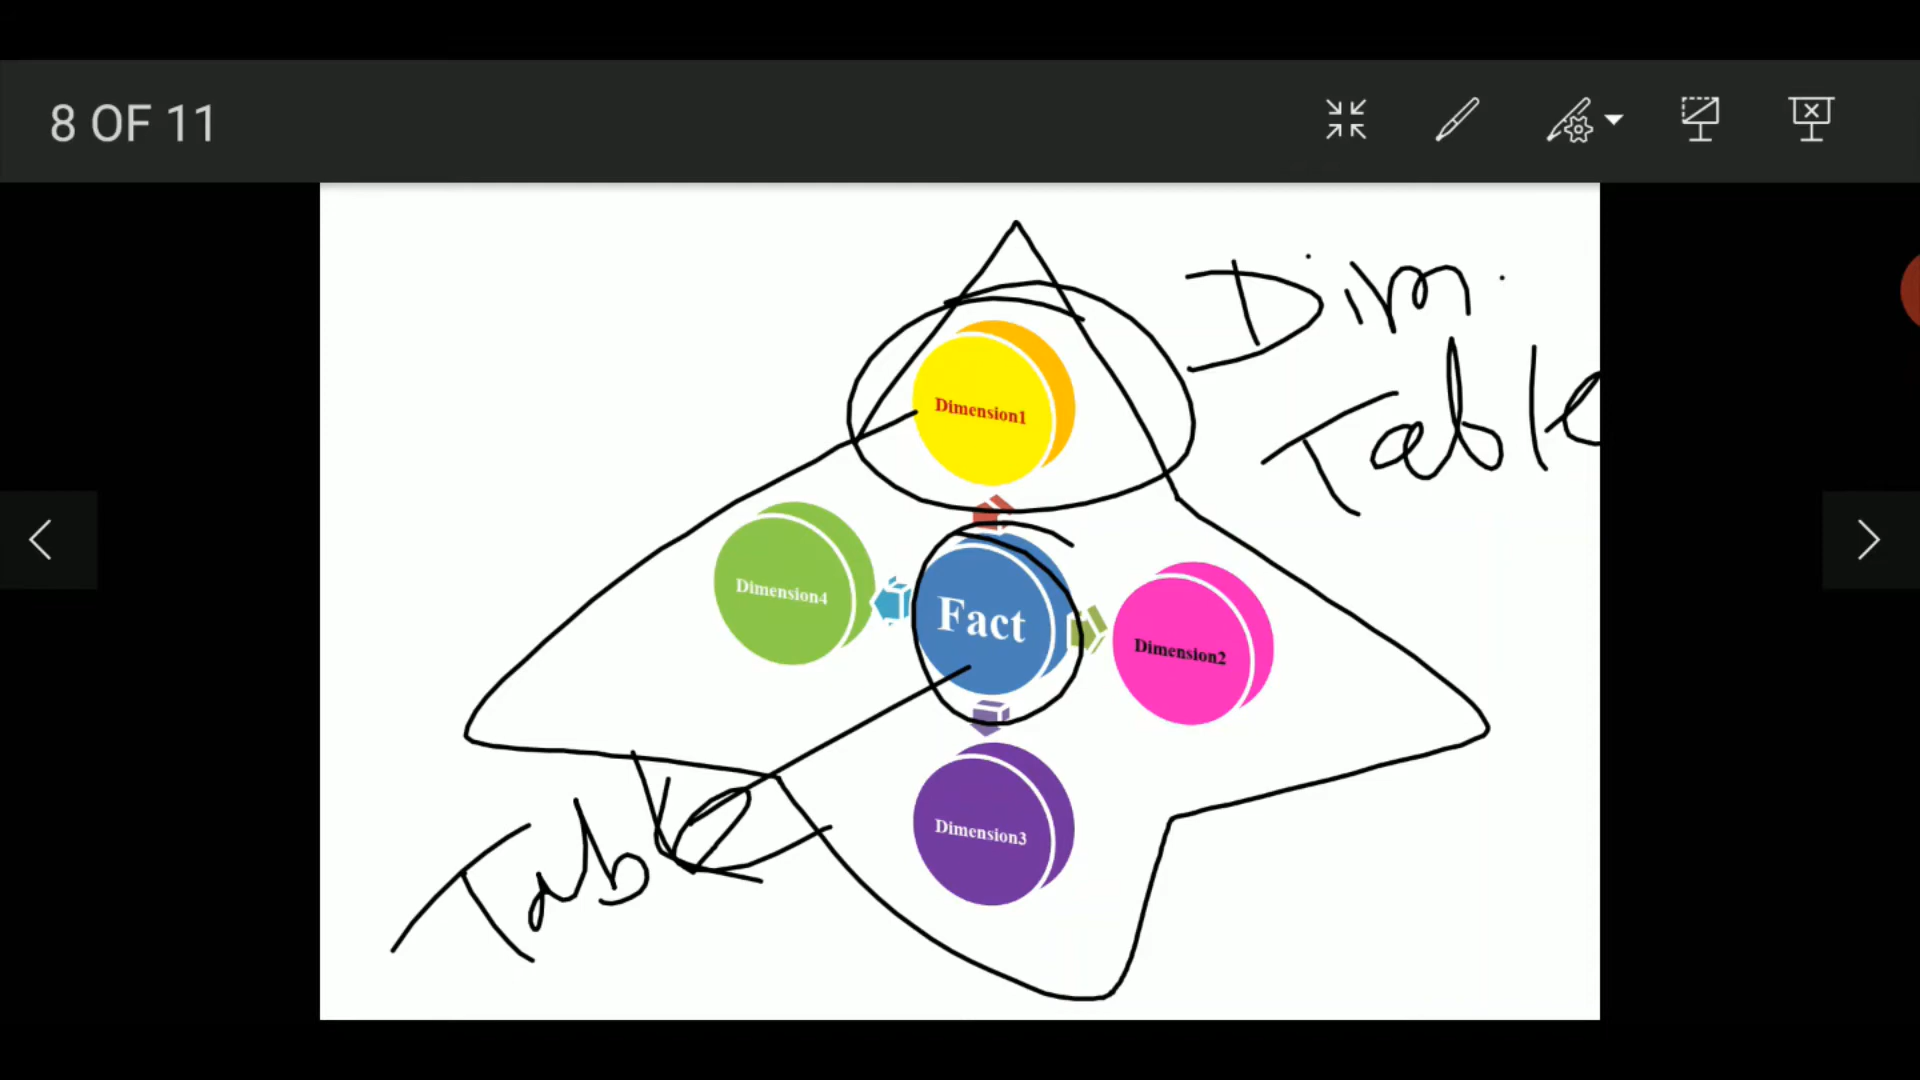 8 OF 11
Dim.
Table
Dimension1
Dimension4
Fact
Dimension2
Dimension3
Table